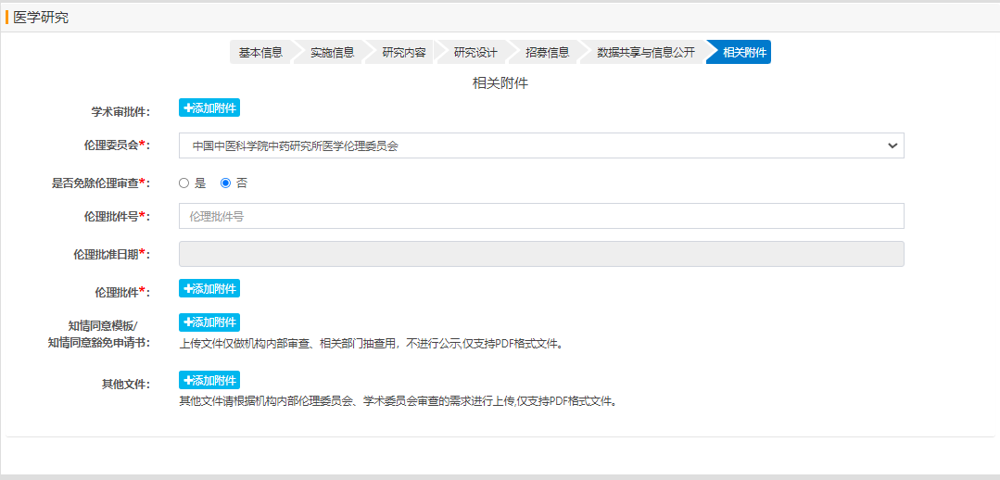 医学研究
基本信息 实施信息 研究内容 研究设计 招募信息 数据共享与信息公开 相关附件
相关附件
学术审批件： +添加附件
伦理委员会*： 中国中医科学院中药研究所医学伦理委员会
是否免除伦理审查*： 是 否
伦理批件号*： 伦理批件号
伦理批准日期*：
伦理批件*： +添加附件
知情同意模板/ +添加附件
知情同意豁免申请书： 上传文件仅做机构内部审查、相关部门抽查用，不进行公示,仅支持PDF格式文件。
其他文件： +添加附件
其他文件请根据机构内部伦理委员会、学术委员会审查的需求进行上传,仅支持PDF格式文件。